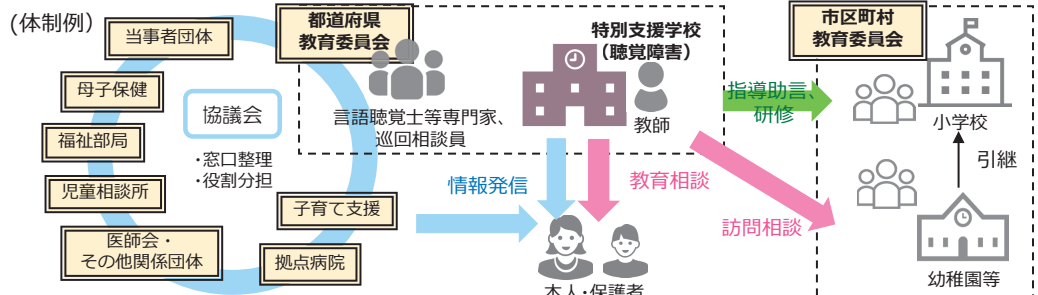 (体制例)
当事者団体
母子保健
福祉部局
児童相談所
医師会・
その他関係団体
拠点病院
子育て支援
協議会
・窓口整理
・役割分担
都道府県
教育委員会
言語聴覚士等専門家、
巡回相談員
特別支援学校
(聴覚障害)
教師
情報発信
教育相談
本人・保護者
指導助言、
研修
訪問相談
市区町村
教育委員会
小学校
引継
幼稚園等